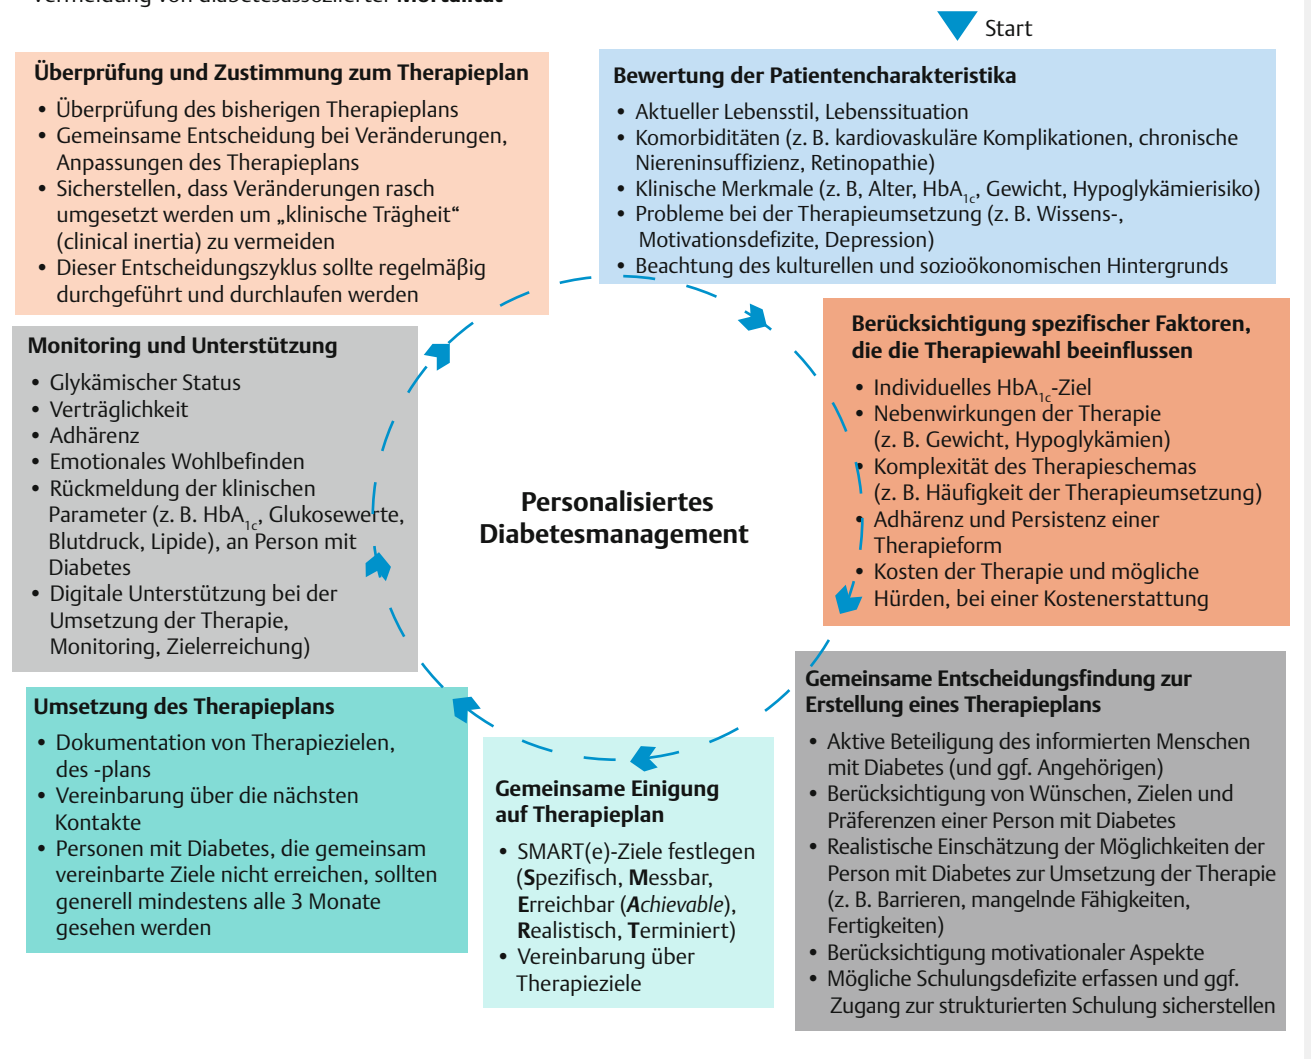 Vermeidung von diabetesassoziierter Mortalität
Start
Überprüfung und Zustimmung zum Therapieplan
• Überprüfung des bisherigen Therapieplans
• Gemeinsame Entscheidung bei Veränderungen,
Anpassungen des Therapieplans
• Sicherstellen, dass Veränderungen rasch
umgesetzt werden um „klinische Trägheit“
(clinical inertia) zu vermeiden
• Dieser Entscheidungszyklus sollte regelmäßig
durchgeführt und durchlaufen werden
Bewertung der Patientencharakteristika
• Aktueller Lebensstil, Lebenssituation
• Komorbiditäten (z. B. kardiovaskuläre Komplikationen, chronische
Niereninsuffizienz, Retinopathie)
• Klinische Merkmale (z. B, Alter, HbA1c, Gewicht, Hypoglykämierisiko)
• Probleme bei der Therapieumsetzung (z. B. Wissens-,
Motivationsdefizite, Depression)
• Beachtung des kulturellen und sozioökonomischen Hintergrunds
Berücksichtigung spezifischer Faktoren,
die die Therapiewahl beeinflussen
• Individuelles HbA1c-Ziel
• Nebenwirkungen der Therapie
(z. B. Gewicht, Hypoglykämien)
• Komplexität des Therapieschemas
(z. B. Häufigkeit der Therapieumsetzung)
• Adhärenz und Persistenz einer
Therapieform
• Kosten der Therapie und mögliche
Hürden, bei einer Kostenerstattung
Monitoring und Unterstützung
• Glykämischer Status
• Verträglichkeit
• Adhärenz
• Emotionales Wohlbefinden
• Rückmeldung der klinischen
Parameter (z. B. HbA1c, Glukosewerte,
Blutdruck, Lipide), an Person mit
Diabetes
• Digitale Unterstützung bei der
Umsetzung der Therapie,
Monitoring, Zielerreichung)
Personalisiertes
Diabetesmanagement
Gemeinsame Entscheidungsfindung zur
Erstellung eines Therapieplans
• Aktive Beteiligung des informierten Menschen
mit Diabetes (und ggf. Angehörigen)
• Berücksichtigung von Wünschen, Zielen und
Präferenzen einer Person mit Diabetes
• Realistische Einschätzung der Möglichkeiten der
Person mit Diabetes zur Umsetzung der Therapie
(z. B. Barrieren, mangelnde Fähigkeiten,
Fertigkeiten)
• Berücksichtigung motivationaler Aspekte
• Mögliche Schulungsdefizite erfassen und ggf.
Zugang zur strukturierten Schulung sicherstellen
Umsetzung des Therapieplans
• Dokumentation von Therapiezielen,
des -plans
• Vereinbarung über die nächsten
Kontakte
• Personen mit Diabetes, die gemeinsam
vereinbarte Ziele nicht erreichen, sollten
generell mindestens alle 3 Monate
gesehen werden
Gemeinsame Einigung
auf Therapieplan
• SMART(e)-Ziele festlegen
(Spezifisch, Messbar,
Erreichbar (Achievable),
Realistisch, Terminiert)
• Vereinbarung über
Therapieziele